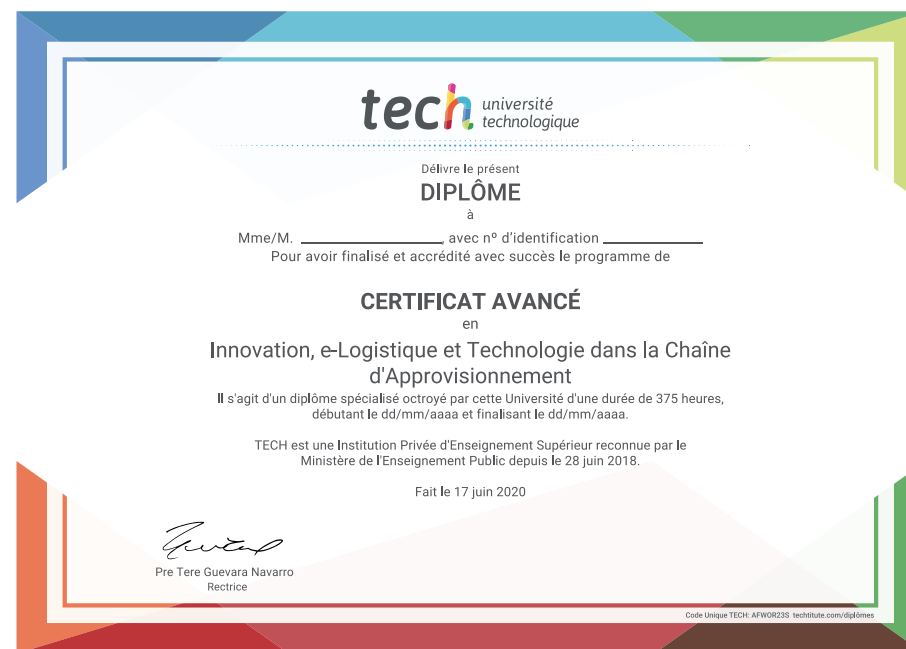 tech université
technologique
Délivre le présent
DIPLÔME
à
Mme/M. ____________________, avec nº d'identification ______________
Pour avoir finalisé et accrédité avec succès le programme de
CERTIFICAT AVANCÉ
en
Innovation, e-Logistique et Technologie dans la Chaîne
d'Approvisionnement
Il s'agit d'un diplôme spécialisé octroyé par cette Université d'une durée de 375 heures,
débutant le dd/mm/aaaa et finalisant le dd/mm/aaaa.
TECH est une Institution Privée d'Enseignement Supérieur reconnue par le
Ministère de l'Enseignement Public depuis le 28 juin 2018.
Fait le 17 juin 2020
Pre Tere Guevara Navarro
Rectrice
Code Unique TECH: AFWOR23S techtitute.com/diplômes